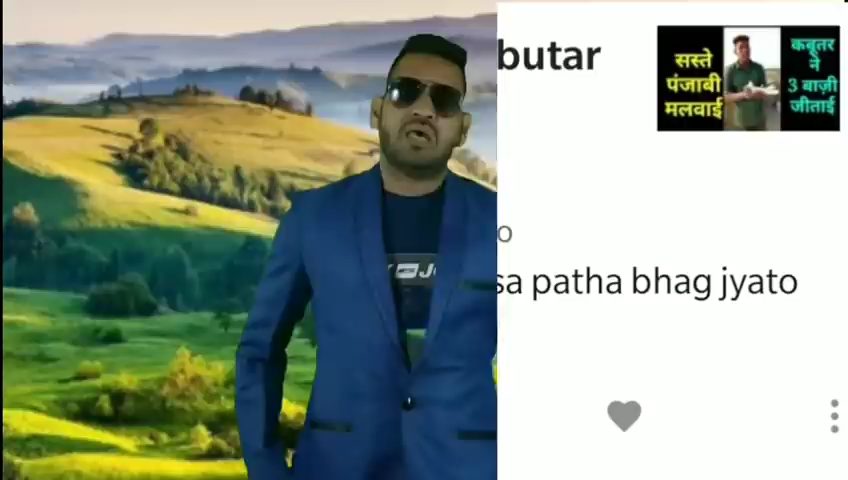 butar
सस्ते
पंजाबी
मलवाई
कबूतर
ने
3 बाज़ी
जीताई
o
sa patha bhag jyato